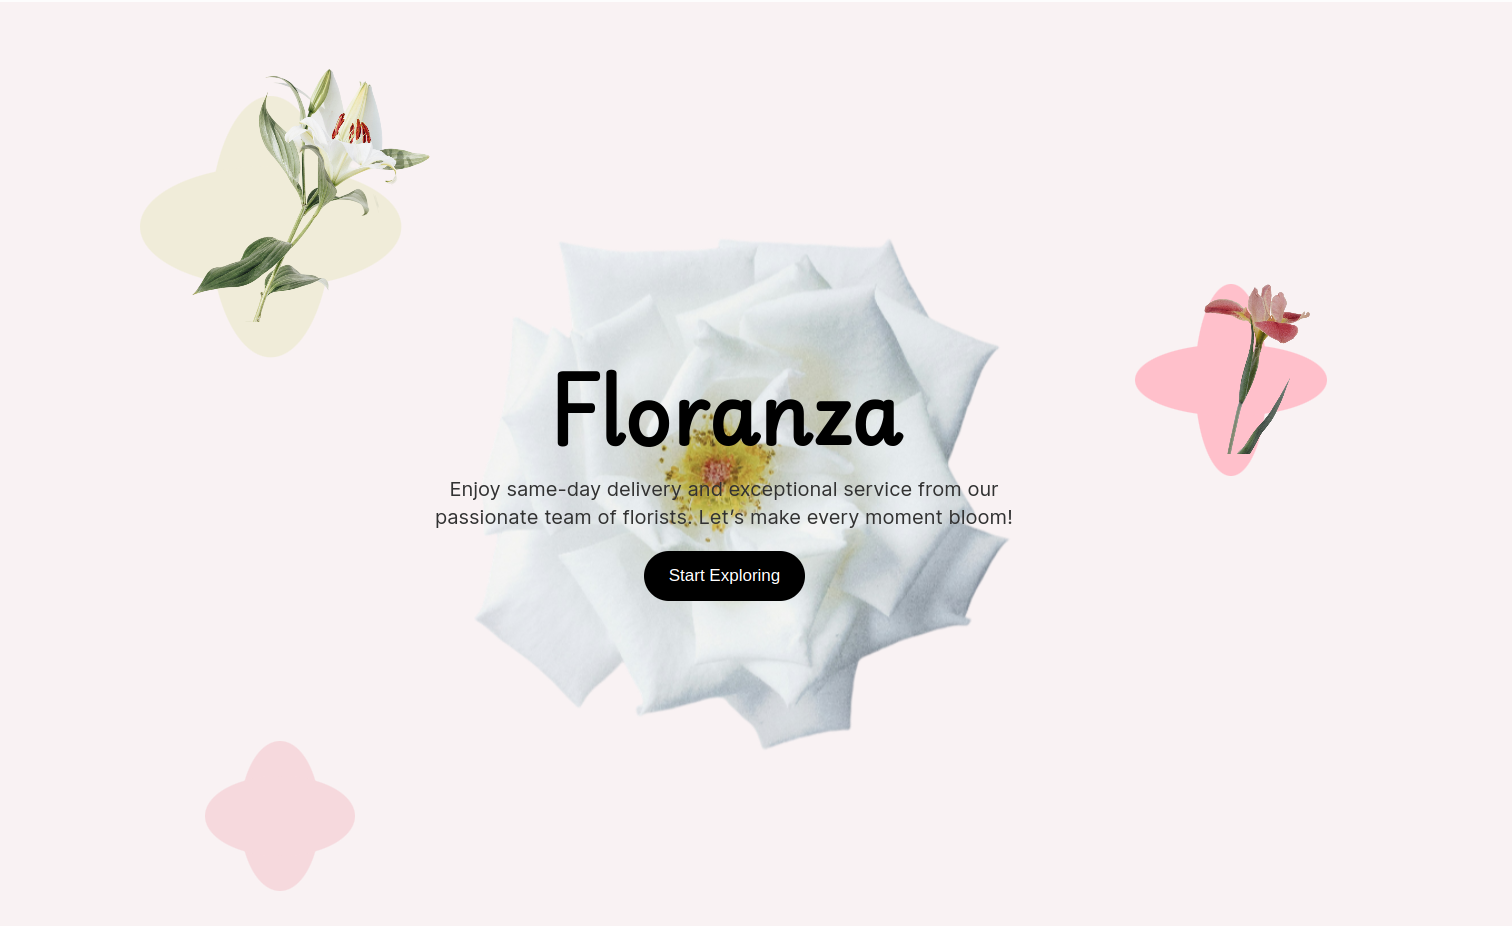 Floranza
Enjoy same-day delivery and exceptional service from our
passionate team of florists. Let's make every moment bloom!
Start Exploring